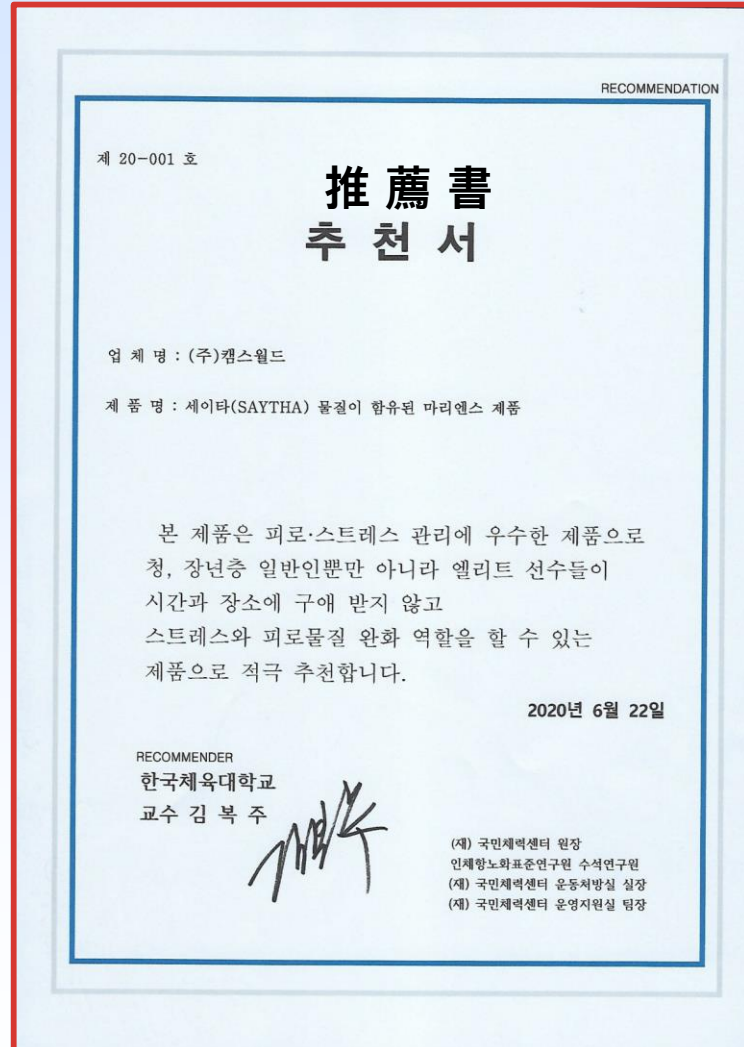 RECOMMENDATION
제 20-001 호
推薦書
추천서
업 체 명 : (주)캠스월드
제 품 명 : 세이타(SAYTHA) 물질이 함유된 마리엔스 제품
본 제품은 피로·스트레스 관리에 우수한 제품으로
청, 장년층 일반인뿐만 아니라 엘리트 선수들이
시간과 장소에 구애 받지 않고
스트레스와 피로물질 완화 역할을 할 수 있는
제품으로 적극 추천합니다.
2020년 6월 22일
RECOMMENDER
한국체육대학교
교수 김 복 주
(재) 국민체력센터 원장
인체항노화표준연구원 수석연구원
(재) 국민체력센터 운동처방실 실장
(재) 국민체력센터 운영지원실 팀장